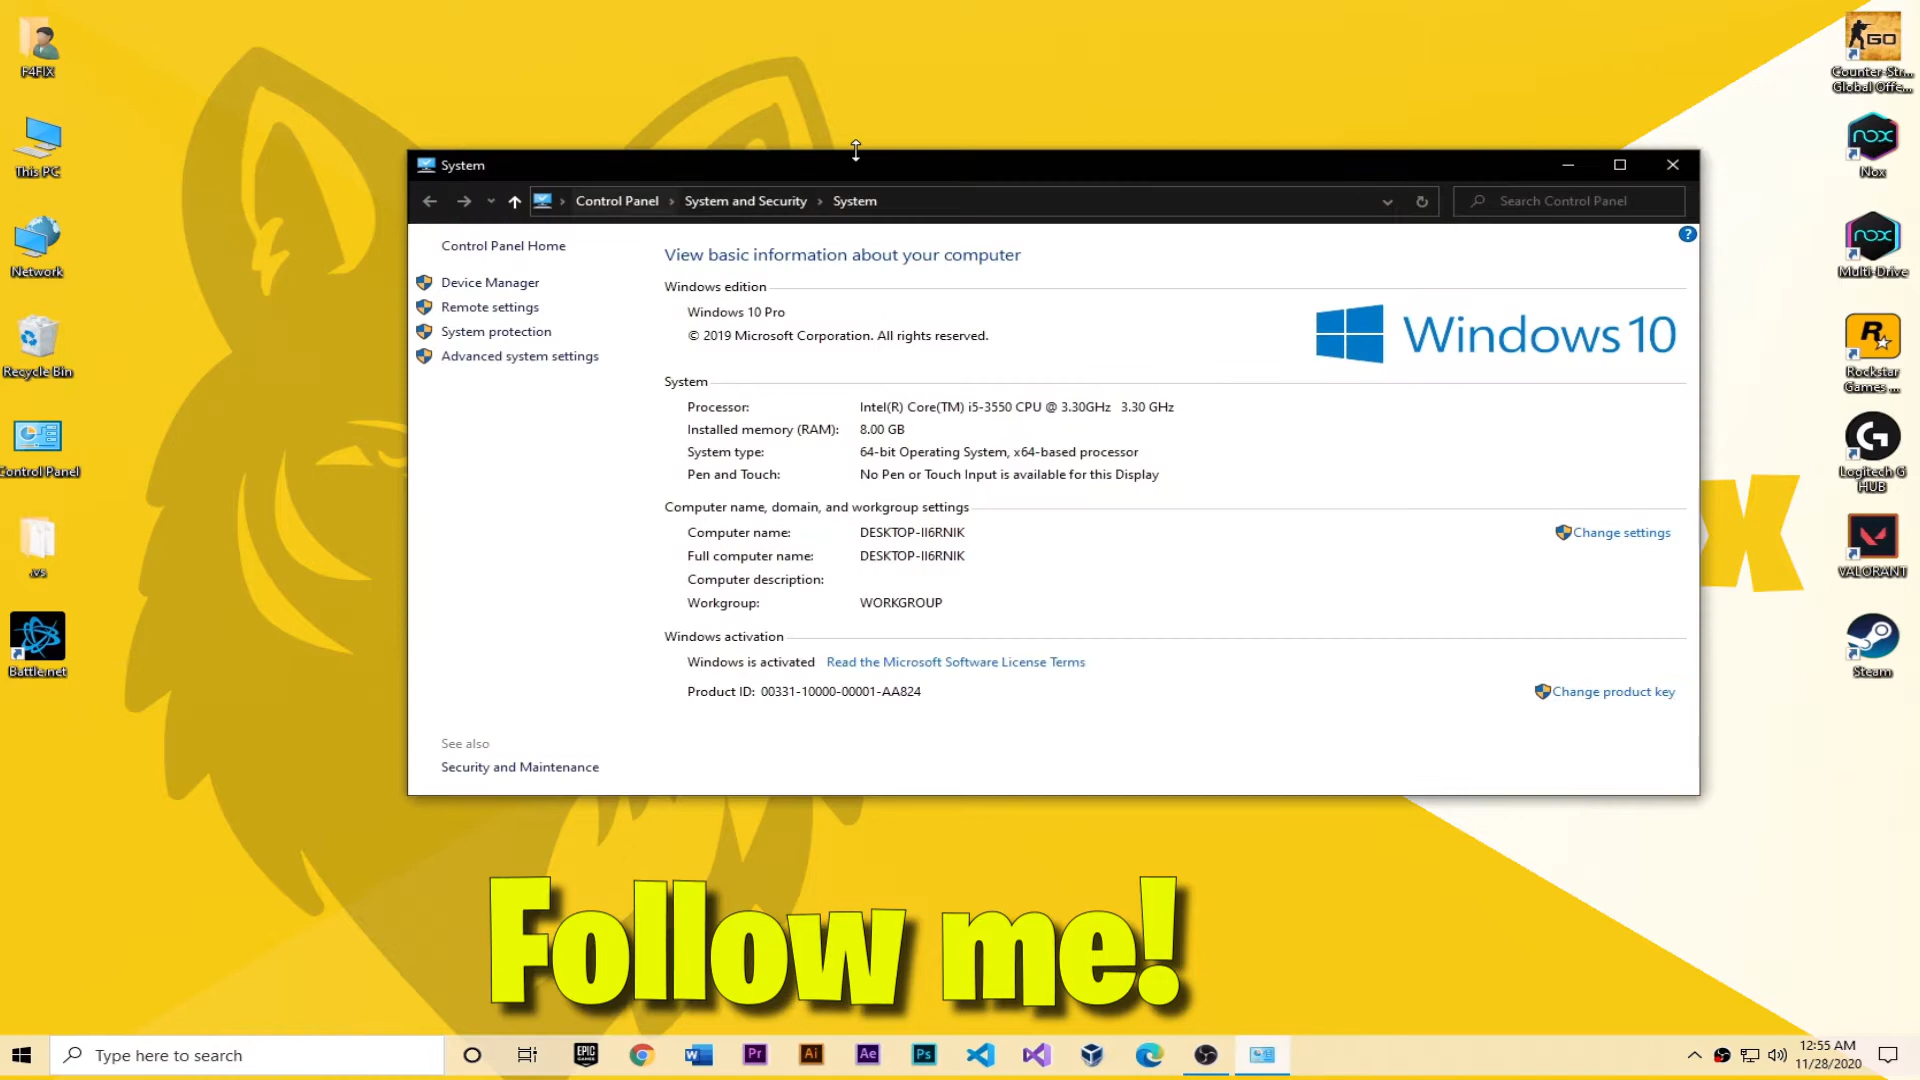 F4FIX
This PC
Network
Recycle Bin
Control Panel
.vs
Battle.net
System
Control Panel > System and Security > System
Search Control Panel
Control Panel Home
Device Manager
Remote settings
System protection
Advanced system settings
See also
Security and Maintenance
View basic information about your computer
Windows edition
Windows 10 Pro
© 2019 Microsoft Corporation. All rights reserved.
Windows 10
System
Processor: Intel(R) Core(TM) i5-3550 CPU @ 3.30GHz 3.30 GHz
Installed memory (RAM): 8.00 GB
System type: 64-bit Operating System, x64-based processor
Pen and Touch: No Pen or Touch Input is available for this Display
Computer name, domain, and workgroup settings
Computer name: DESKTOP-II6RNIK
Change settings
Full computer name: DESKTOP-II6RNIK
Computer description:
Workgroup: WORKGROUP
Windows activation
Windows is activated Read the Microsoft Software License Terms
Product ID: 00331-10000-00001-AA824
Change product key
X
GO
Counter-Str...
Global Offe...
nox
Nox
nox
Multi-Drive
R
Rockstar
Games ...
G
Logitech G
HUB
VALORANT
Steam
Follow me!
Type here to search
EPIC
GAMES
W
Pr
Ai
Ae
Ps
12:55 AM
11/28/2020